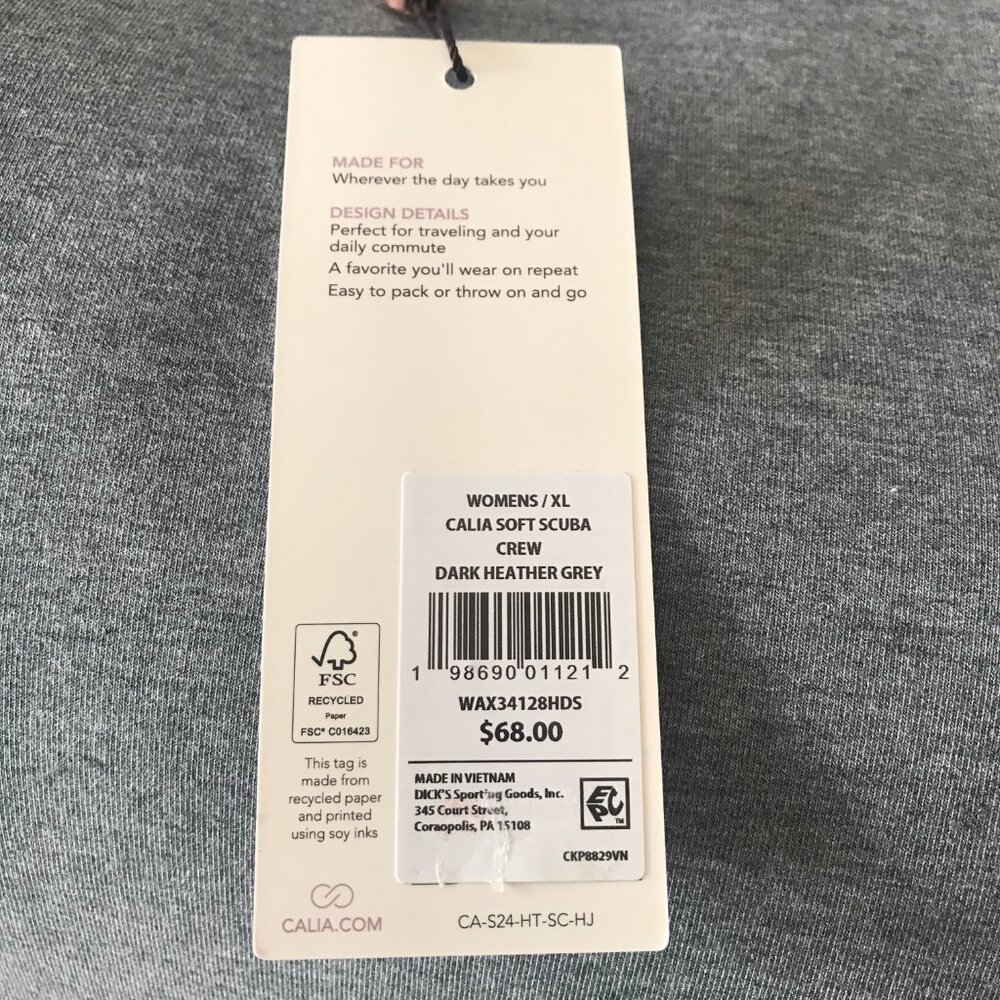 MADE FOR
Wherever the day takes you
DESIGN DETAILS
Perfect for traveling and your
daily commute
A favorite you'll wear on repeat
Easy to pack or throw on and go
WOMENS / XL
CALIA SOFT SCUBA
CREW
DARK HEATHER GREY
1 98690 01121 2
WAX34128HDS
$68.00
MADE IN VIETNAM
DICK'S Sporting Goods, Inc.
345 Court Street,
Coraopolis, PA 15108
EPC™
CKP8829VN
®
FSC
RECYCLED
Paper
FSC® C016423
This tag is
made from
recycled paper
and printed
using soy inks
CALIA.COM
CA-S24-HT-SC-HJ